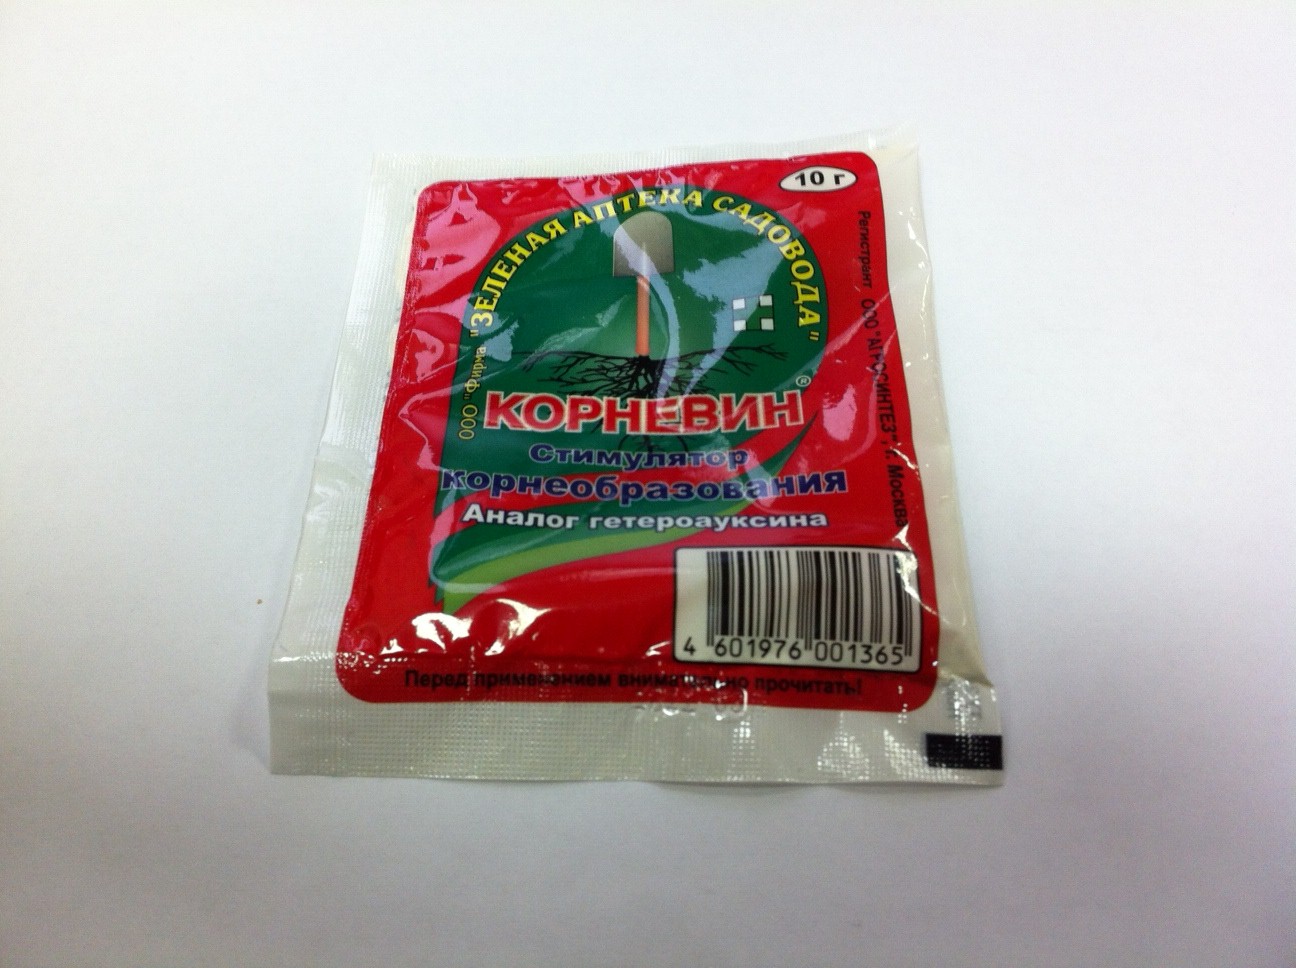 10 г
ООО "Фирма "ЗЕЛЕНАЯ АПТЕКА САДОВОДА"
Регистрант ООО "АГРОСИНТЕЗ", г. Москва
КОРНЕВИН®
Стимулятор
корнеобразования
Аналог гетероауксина
4 601976 001365
Перед применением внимательно прочитать!